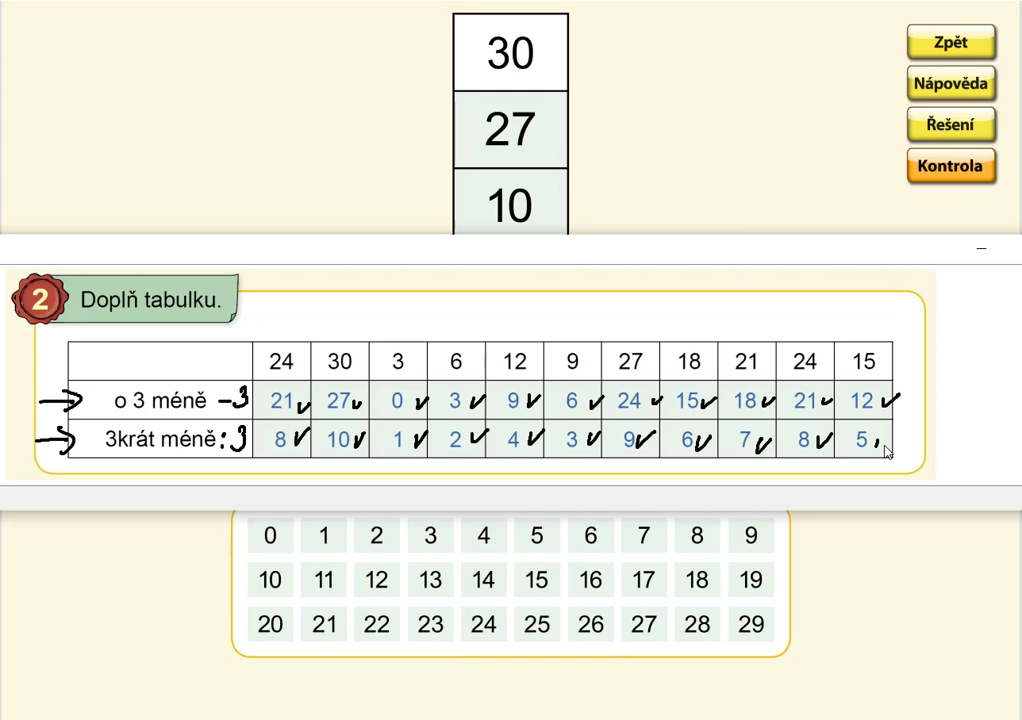 30
27
10
Zpět
Nápověda
Řešení
Kontrola
2 Doplň tabulku.
24 30 3 6 12 9 27 18 21 24 15
o 3 méně -3 21 27 0 3 9 6 24 15 18 21 12
3krát méně :3 8 10 1 2 4 3 9 6 7 8 5
0 1 2 3 4 5 6 7 8 9
10 11 12 13 14 15 16 17 18 19
20 21 22 23 24 25 26 27 28 29